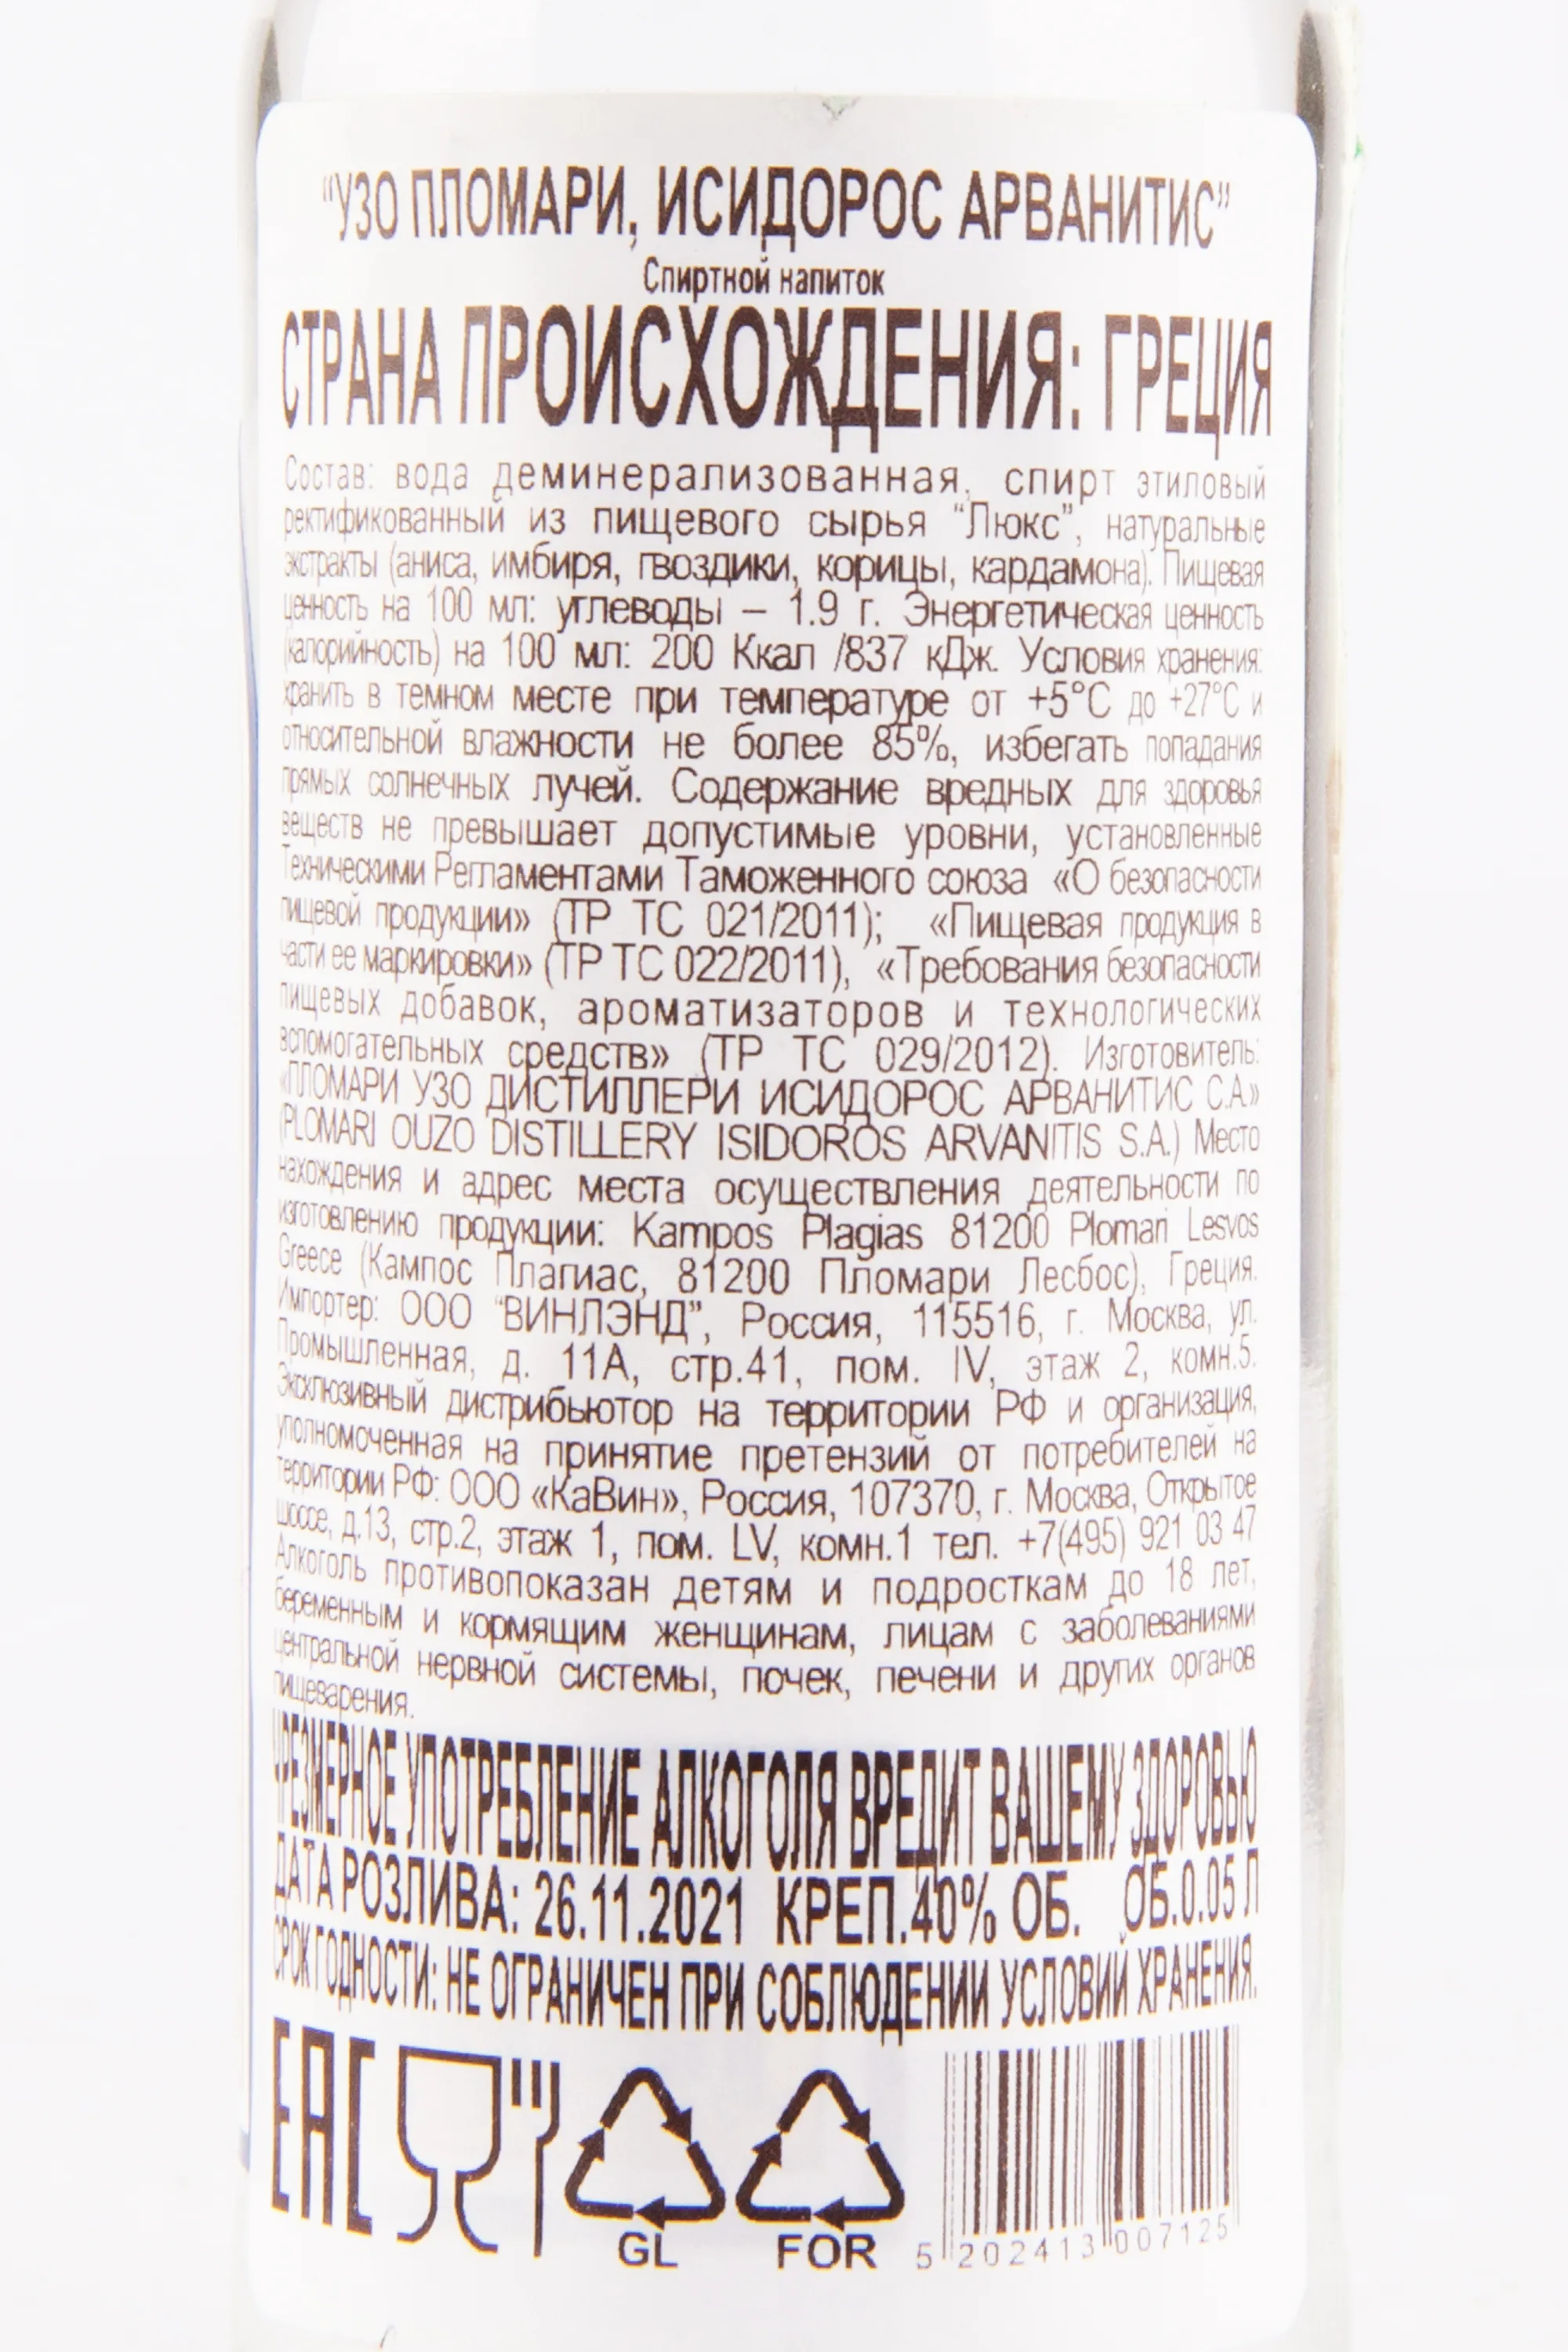 “УЗО ПЛОМАРИ, ИСИДОРОС АРВАНИТИС”
Спиртной напиток
СТРАНА ПРОИСХОЖДЕНИЯ: ГРЕЦИЯ
Состав: вода деминерализованная, спирт этиловый
ректификованный из пищевого сырья “Люкс”, натуральные
экстракты (аниса, имбиря, гвоздики, корицы, кардамона). Пищевая
ценность на 100 мл: углеводы – 1.9 г. Энергетическая ценность
(калорийность) на 100 мл: 200 Ккал /837 кДж. Условия хранения:
хранить в темном месте при температуре от +5°С до +27°С и
относительной влажности не более 85%, избегать попадания
прямых солнечных лучей. Содержание вредных для здоровья
веществ не превышает допустимые уровни, установленные
Техническими Регламентами Таможенного союза «О безопасности
пищевой продукции» (ТР ТС 021/2011); «Пищевая продукция в
части ее маркировки» (ТР ТС 022/2011), «Требования безопасности
пищевых добавок, ароматизаторов и технологических
вспомогательных средств» (ТР ТС 029/2012). Изготовитель:
«ПЛОМАРИ УЗО ДИСТИЛЛЕРИ ИСИДОРОС АРВАНИТИС С.А.»
(PLOMARI OUZO DISTILLERY ISIDOROS ARVANITIS S.A.) Место
нахождения и адрес места осуществления деятельности по
изготовлению продукции: Kampos Plagias 81200 Plomari Lesvos
Greece (Кампос Плагиас, 81200 Пломари Лесбос), Греция.
Импортер: ООО “ВИНЛЭНД”, Россия, 115516, г. Москва, ул.
Промышленная, д. 11А, стр.41, пом. IV, этаж 2, комн.5.
Эксклюзивный дистрибьютор на территории РФ и организация,
уполномоченная на принятие претензий от потребителей на
территории РФ: ООО «КаВин», Россия, 107370, г. Москва, Открытое
шоссе, д.13, стр.2, этаж 1, пом. LV, комн.1 тел. +7(495) 921 03 47
Алкоголь противопоказан детям и подросткам до 18 лет,
беременным и кормящим женщинам, лицам с заболеваниями
центральной нервной системы, почек, печени и других органов
пищеварения.
ЧРЕЗМЕРНОЕ УПОТРЕБЛЕНИЕ АЛКОГОЛЯ ВРЕДИТ ВАШЕМУ ЗДОРОВЬЮ
ДАТА РОЗЛИВА: 26.11.2021 КРЕП.40% ОБ. ОБ.0.05 Л
СРОК ГОДНОСТИ: НЕ ОГРАНИЧЕН ПРИ СОБЛЮДЕНИИ УСЛОВИЙ ХРАНЕНИЯ.
EAC
GL FOR 5 202413 007125